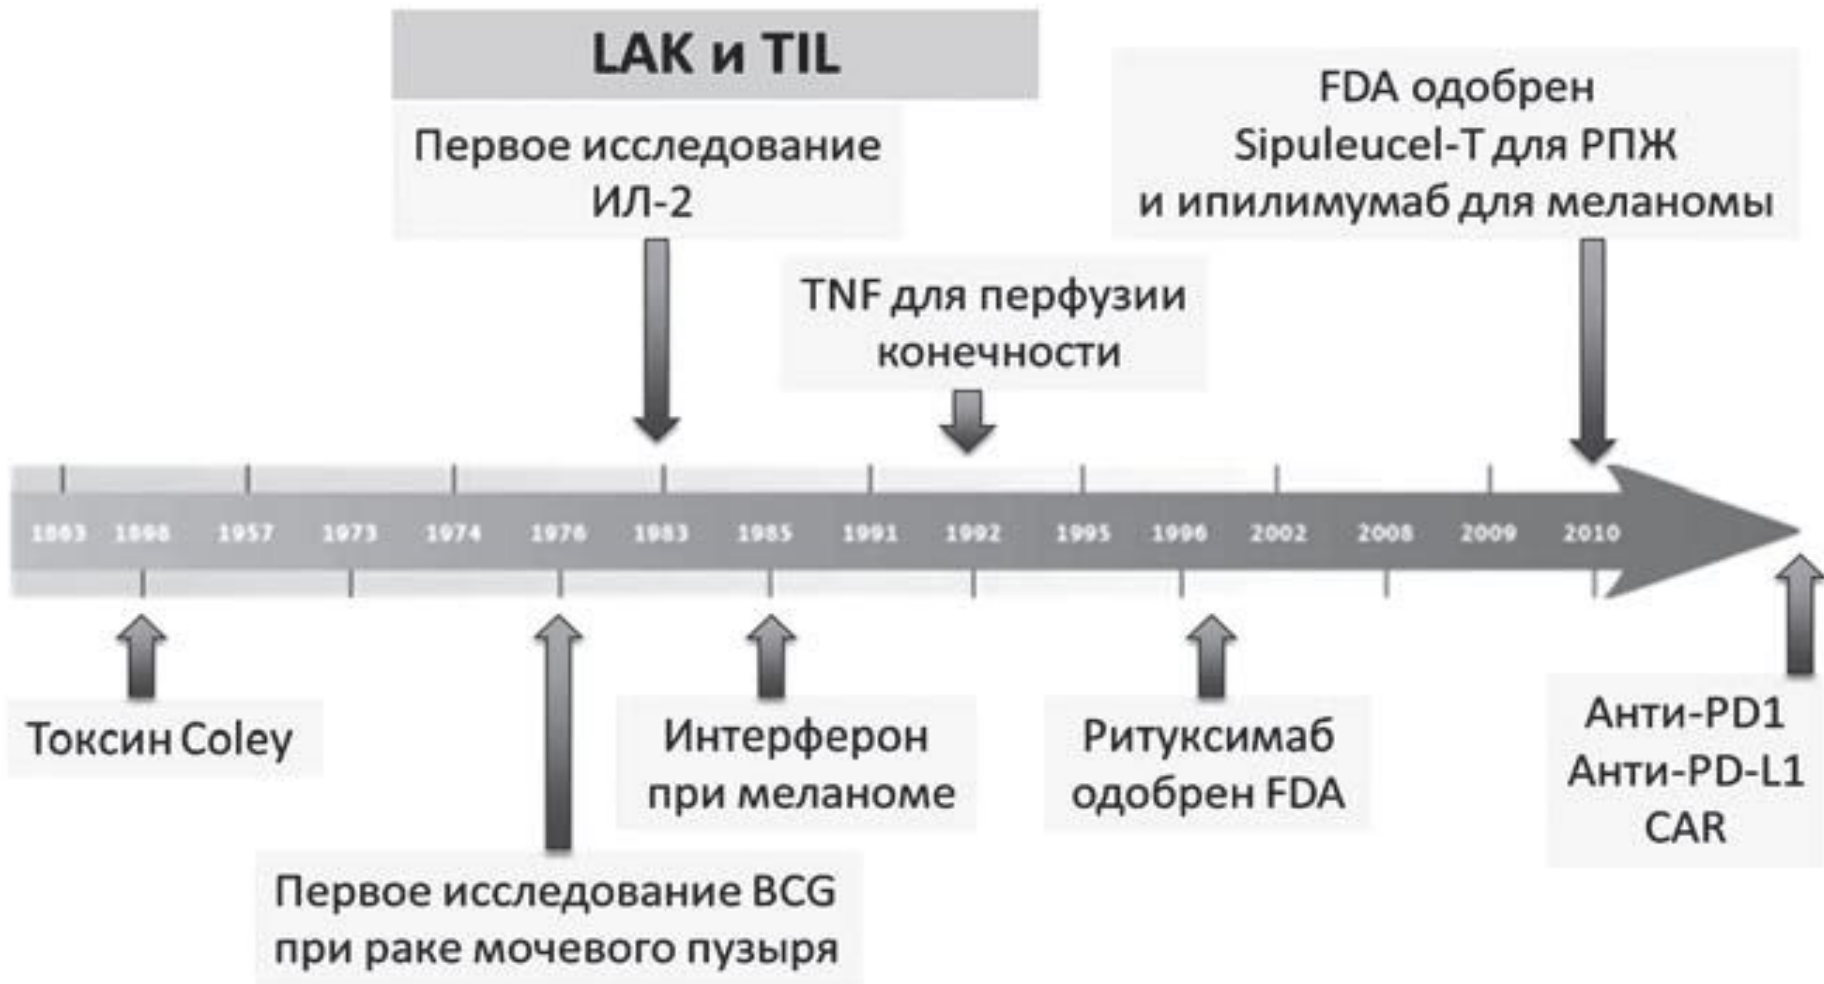 LAK и TIL
Первое исследование
ИЛ-2
FDA одобрен
Sipuleucel-T для РПЖ
и ипилимумаб для меланомы
TNF для перфузии
конечности
1863 1898 1957 1973 1974 1976 1983 1985 1991 1992 1995 1996 2002 2008 2009 2010
Токсин Coley
Первое исследование BCG
при раке мочевого пузыря
Интерферон
при меланоме
Ритуксимаб
одобрен FDA
Анти-PD1
Анти-PD-L1
CAR